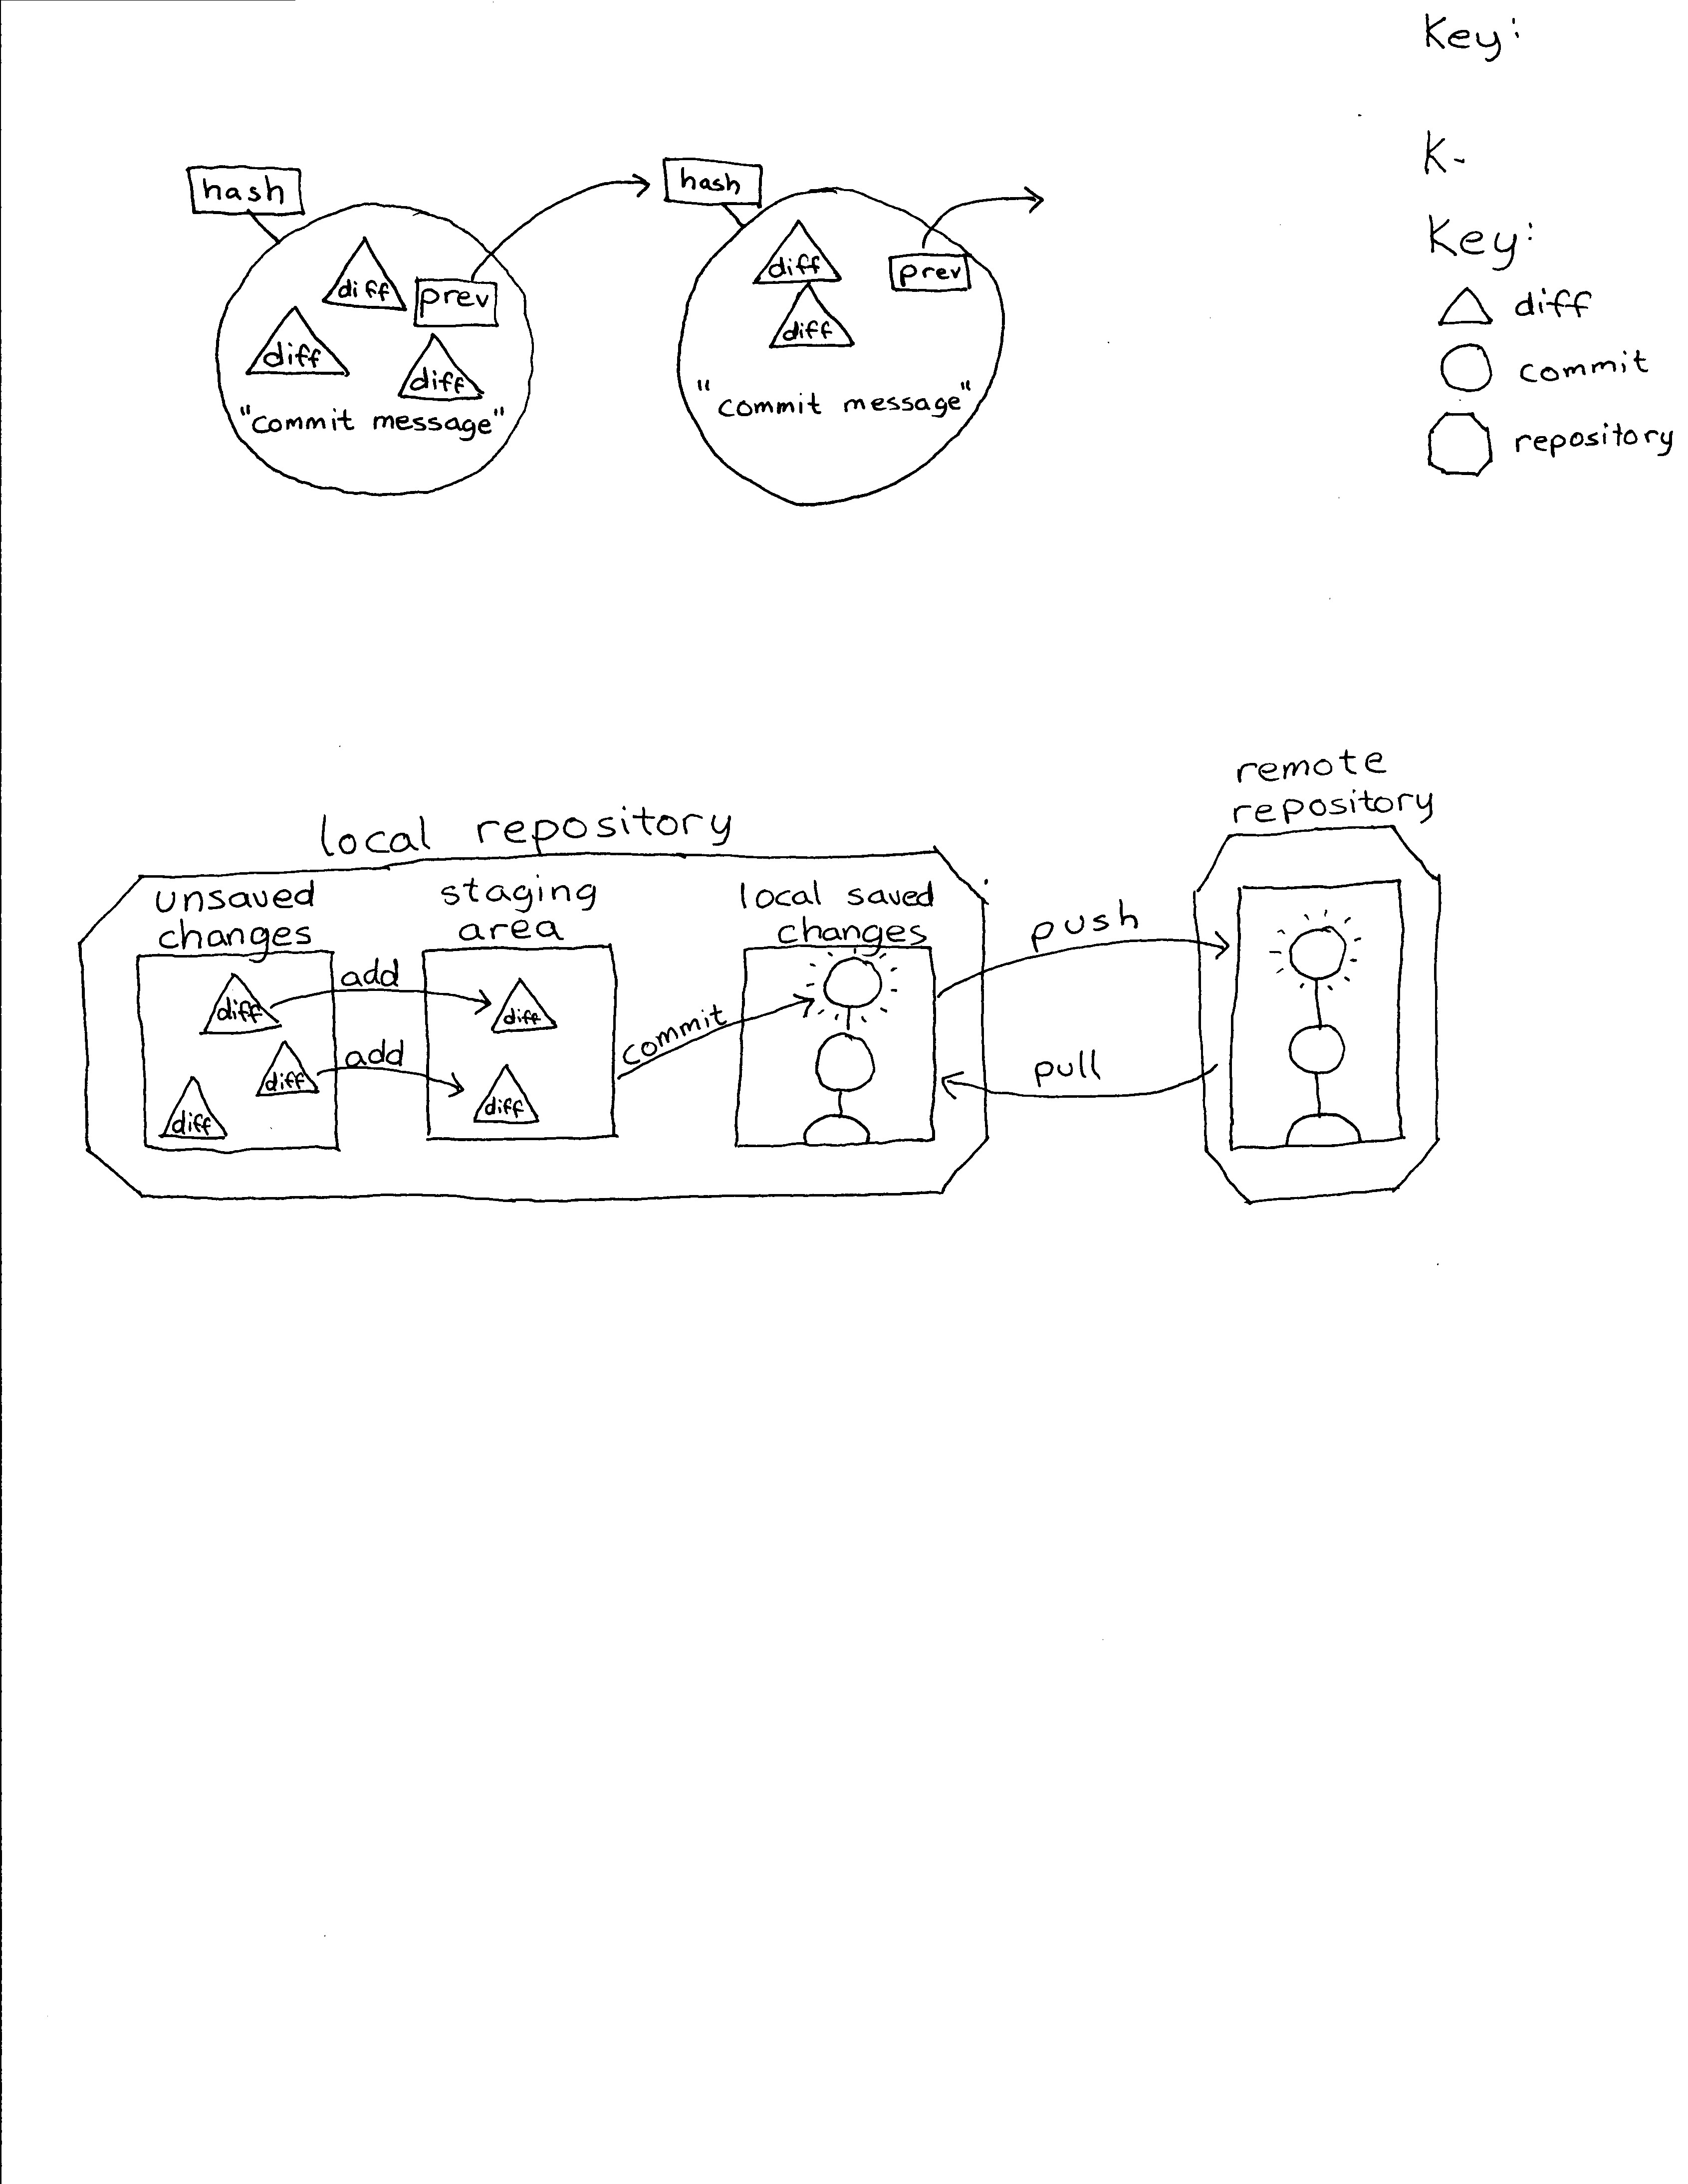 Key:
K-
hash
hash
diff
prev
diff
diff
"commit message"
diff
prev
diff
"commit message"
Key:
diff
commit
repository
local repository
remote
repository
unsaved
changes
staging
area
local saved
changes
diff
add
diff
add
diff
diff
diff
commit
push
pull